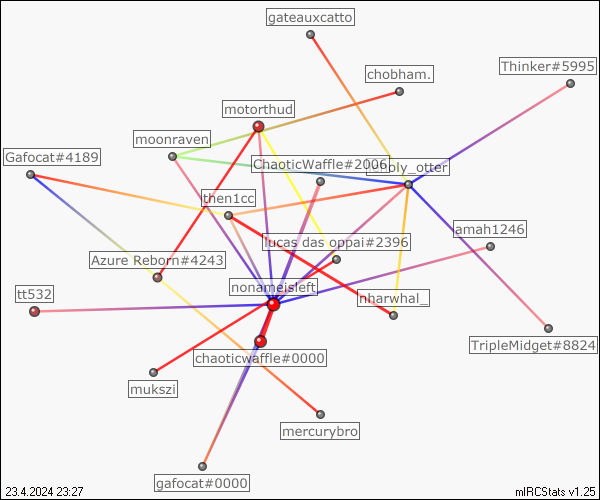 gateauxcatto
Thinker#5995
chobham.
motorthud
moonraven
Gafocat#4189
ChaoticWaffle#2006
_otter
then1cc
amah1246
lucas das oppai#2396
Azure Reborn#4243
nonameisleft
tt532
nharwhal_
TripleMidget#8824
chaoticwaffle#0000
mukszi
mercurybro
gafocat#0000
23.4.2024 23:27
mIRCStats v1.25